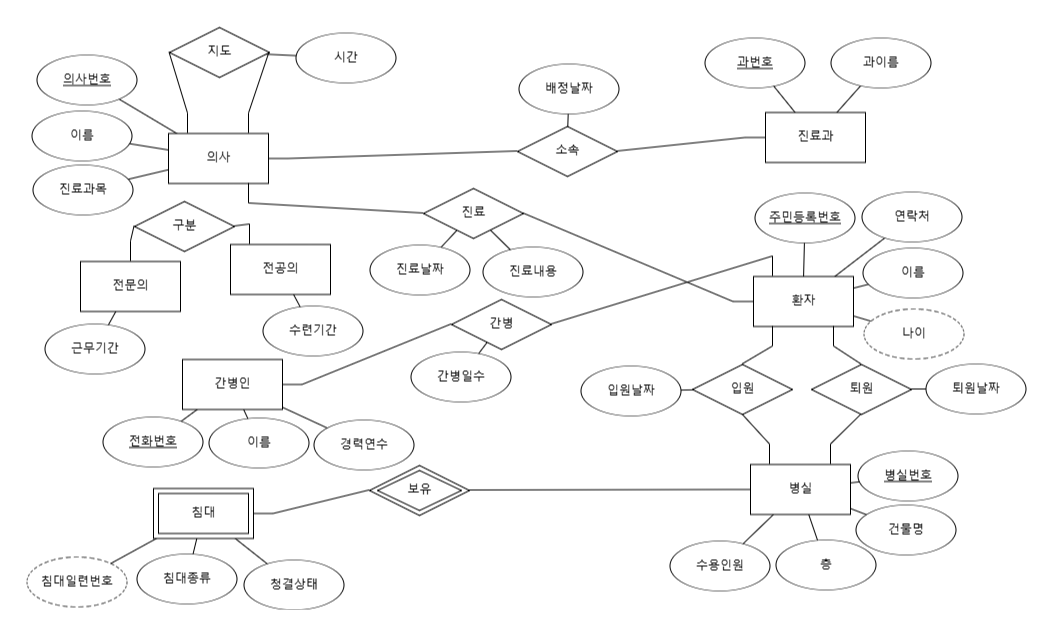 지도
시간
의사번호
이름
진료과목
의사
배정날짜
소속
과번호
과이름
진료과
구분
전문의
전공의
근무기간
수련기간
진료
진료날짜
진료내용
주민등록번호
연락처
이름
나이
환자
간병
간병일수
간병인
전화번호
이름
경력연수
입원날짜
입원
퇴원
퇴원날짜
보유
침대
침대일련번호
침대종류
청결상태
병실
병실번호
건물명
수용인원
층